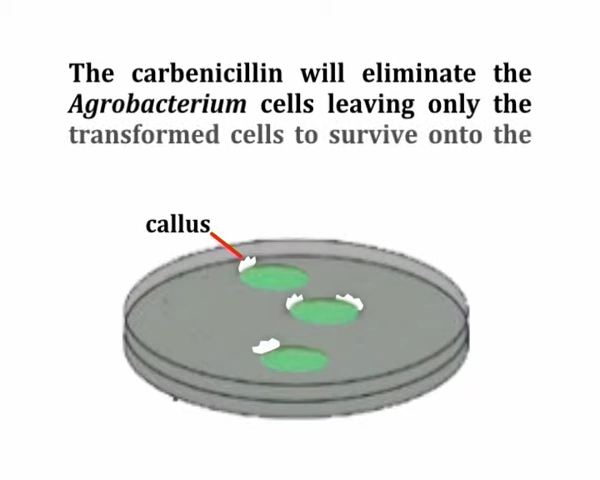 The carbenicillin will eliminate the
Agrobacterium cells leaving only the
transformed cells to survive onto the
callus